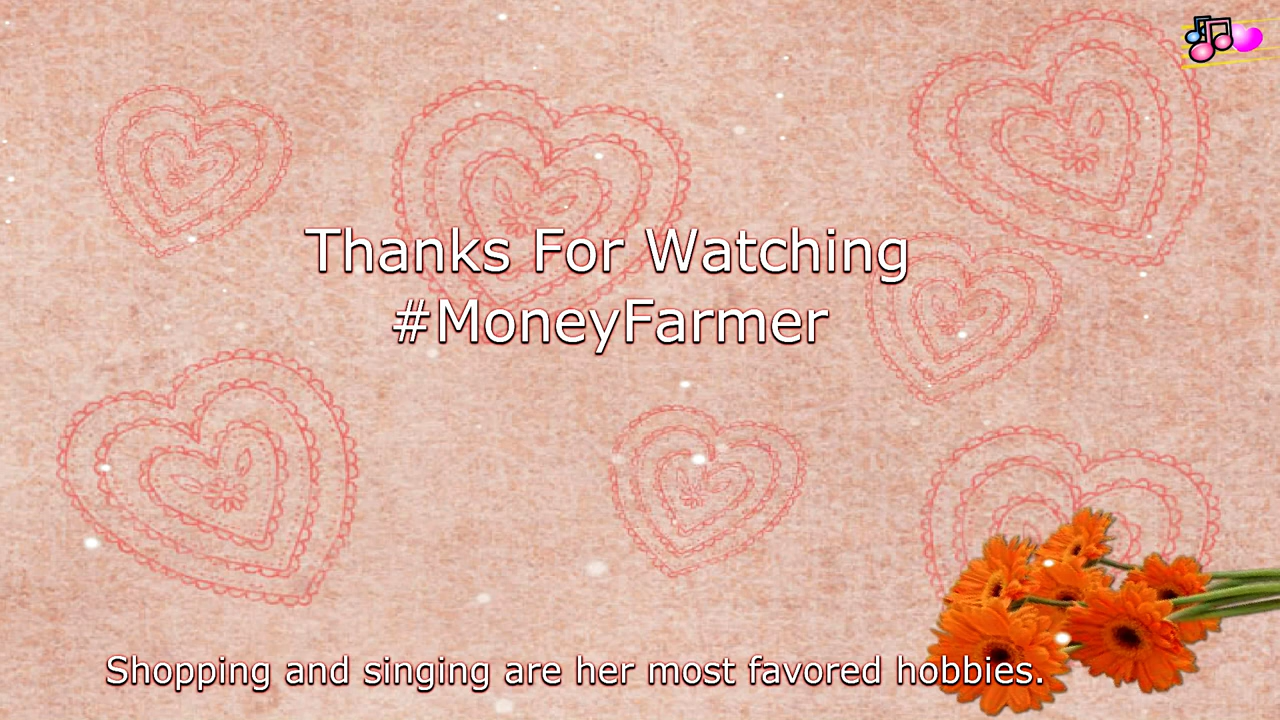 Thanks For Watching
#MoneyFarmer
Shopping and singing are her most favored hobbies.